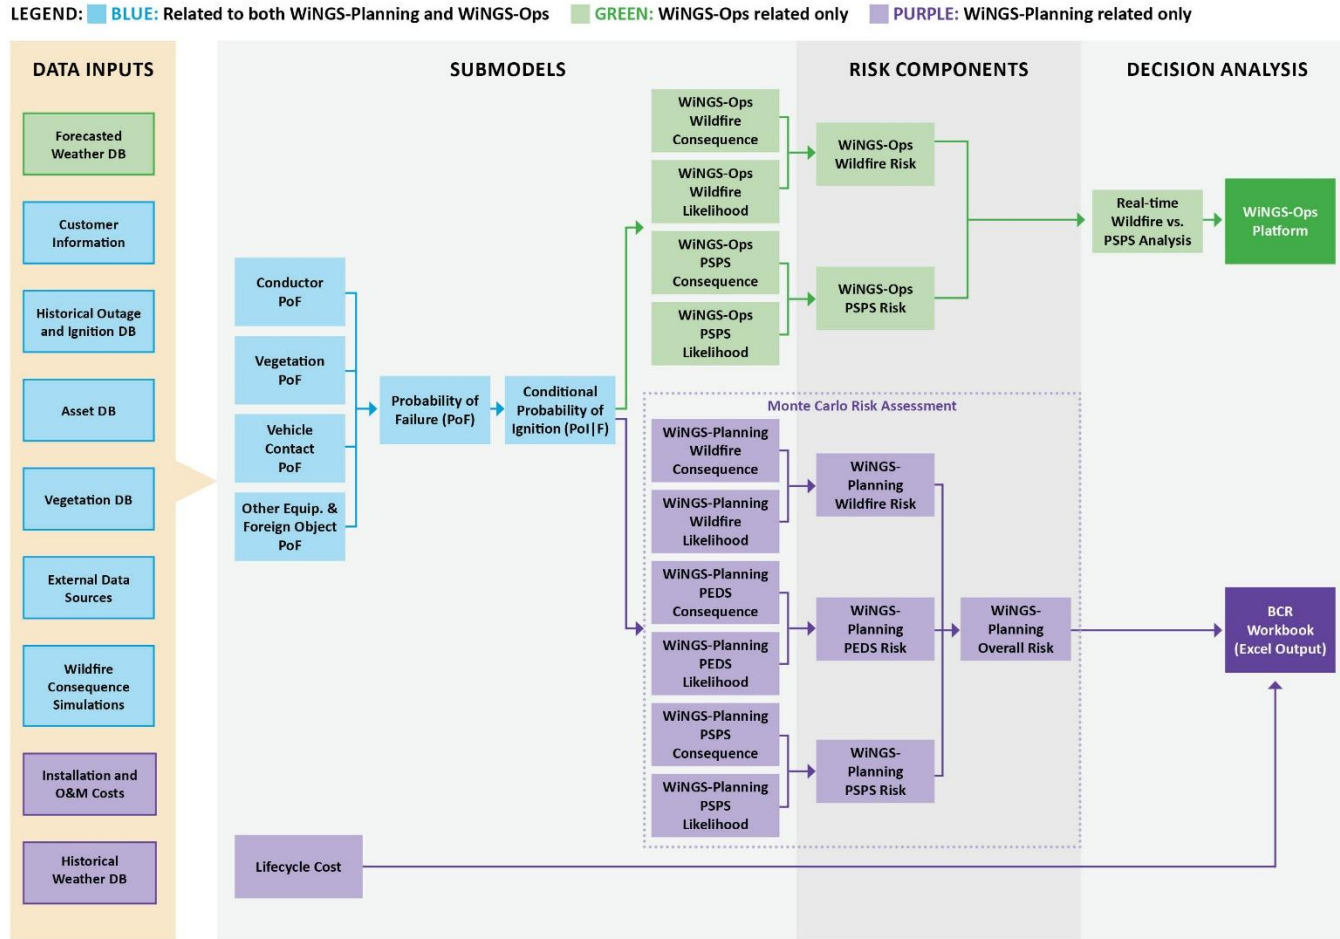 LEGEND: BLUE: Related to both WiNGS-Planning and WiNGS-Ops GREEN: WiNGS-Ops related only PURPLE: WiNGS-Planning related only
DATA INPUTS
SUBMODELS
RISK COMPONENTS
DECISION ANALYSIS
Forecasted
Weather DB
Customer
Information
Historical Outage
and Ignition DB
Asset DB
Vegetation DB
External Data
Sources
Wildfire
Consequence
Simulations
Installation and
O&M Costs
Historical
Weather DB
Conductor
PoF
Vegetation
PoF
Vehicle
Contact
PoF
Other Equip. &
Foreign Object
PoF
Lifecycle Cost
Probability of
Failure (PoF)
Conditional
Probability of
Ignition (PoI|F)
WiNGS-Ops
Wildfire
Consequence
WiNGS-Ops
Wildfire
Likelihood
WiNGS-Ops
PSPS
Consequence
WiNGS-Ops
PSPS
Likelihood
WiNGS-Ops
Wildfire Risk
WiNGS-Ops
PSPS Risk
Real-time
Wildfire vs.
PSPS Analysis
WiNGS-Ops
Platform
Monte Carlo Risk Assessment
WiNGS-Planning
Wildfire
Consequence
WiNGS-Planning
Wildfire
Likelihood
WiNGS-Planning
PEDS
Consequence
WiNGS-Planning
PEDS
Likelihood
WiNGS-Planning
PSPS
Consequence
WiNGS-Planning
PSPS
Likelihood
WiNGS-
Planning
Wildfire Risk
WiNGS-
Planning
PEDS Risk
WiNGS-
Planning
PSPS Risk
WiNGS-
Planning
Overall Risk
BCR
Workbook
(Excel Output)